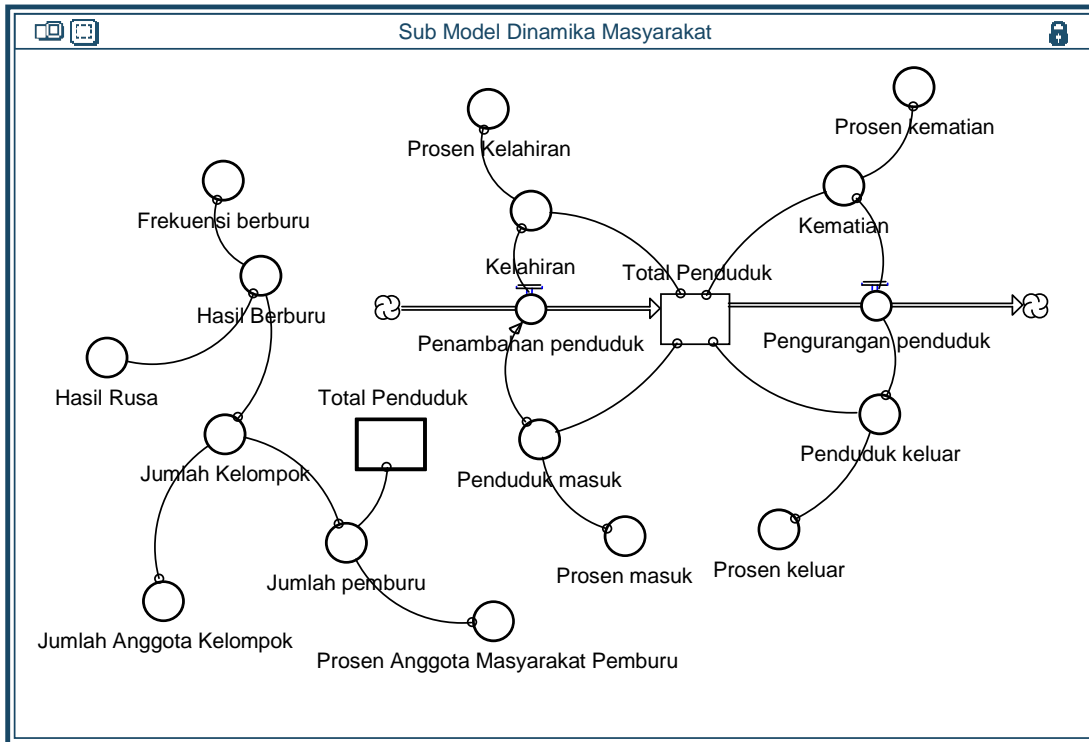 Sub Model Dinamika Masyarakat
Prosen kematian
Prosen Kelahiran
Frekuensi berburu
Kematian
Kelahiran
Total Penduduk
Hasil Berburu
Penambahan penduduk
Pengurangan penduduk
Hasil Rusa
Total Penduduk
Jumlah Kelompok
Penduduk masuk
Penduduk keluar
Jumlah pemburu
Prosen masuk
Prosen keluar
Jumlah Anggota Kelompok
Prosen Anggota Masyarakat Pemburu